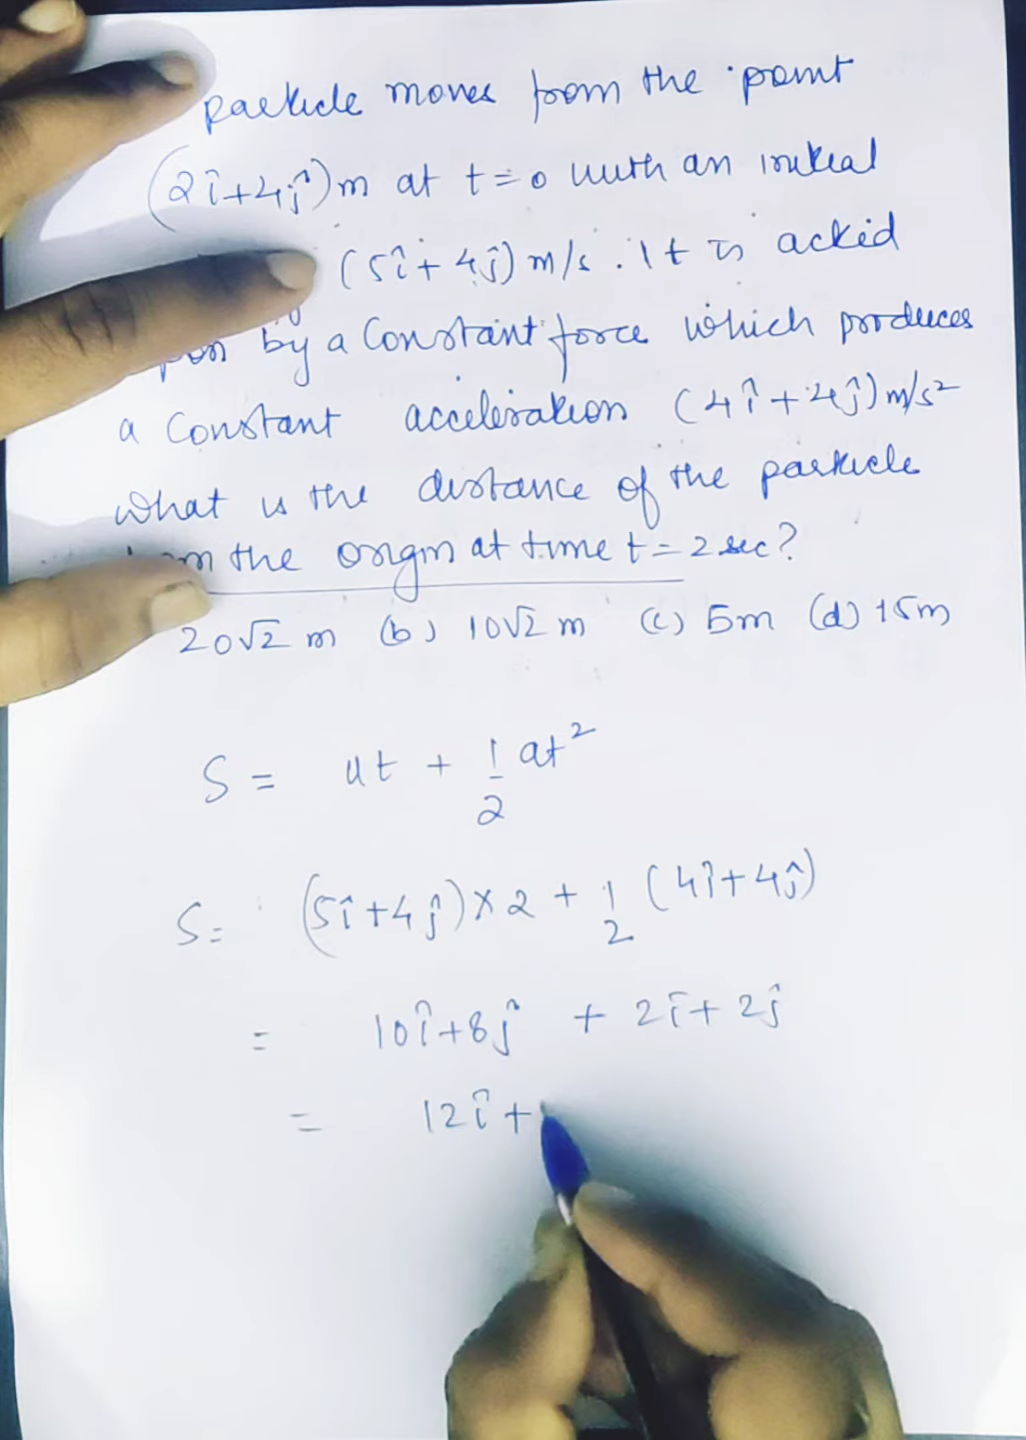 particle moves from the point
(2î+4ĵ)m at t=0 with an initial
(5î+4ĵ) m/s . It is acted
upon by a constant force which produces
a constant acceleration (4î+4ĵ)m/s²
what is the distance of the particle
the origin at time t=2 sec?
20√2 m (b) 10√2 m (c) 5m (d) 15m
S = ut + 1/2 at²
S= (5î+4ĵ)×2 + 1/2 (4î+4ĵ)
= 10î+8ĵ + 2î+2ĵ
= 12î+